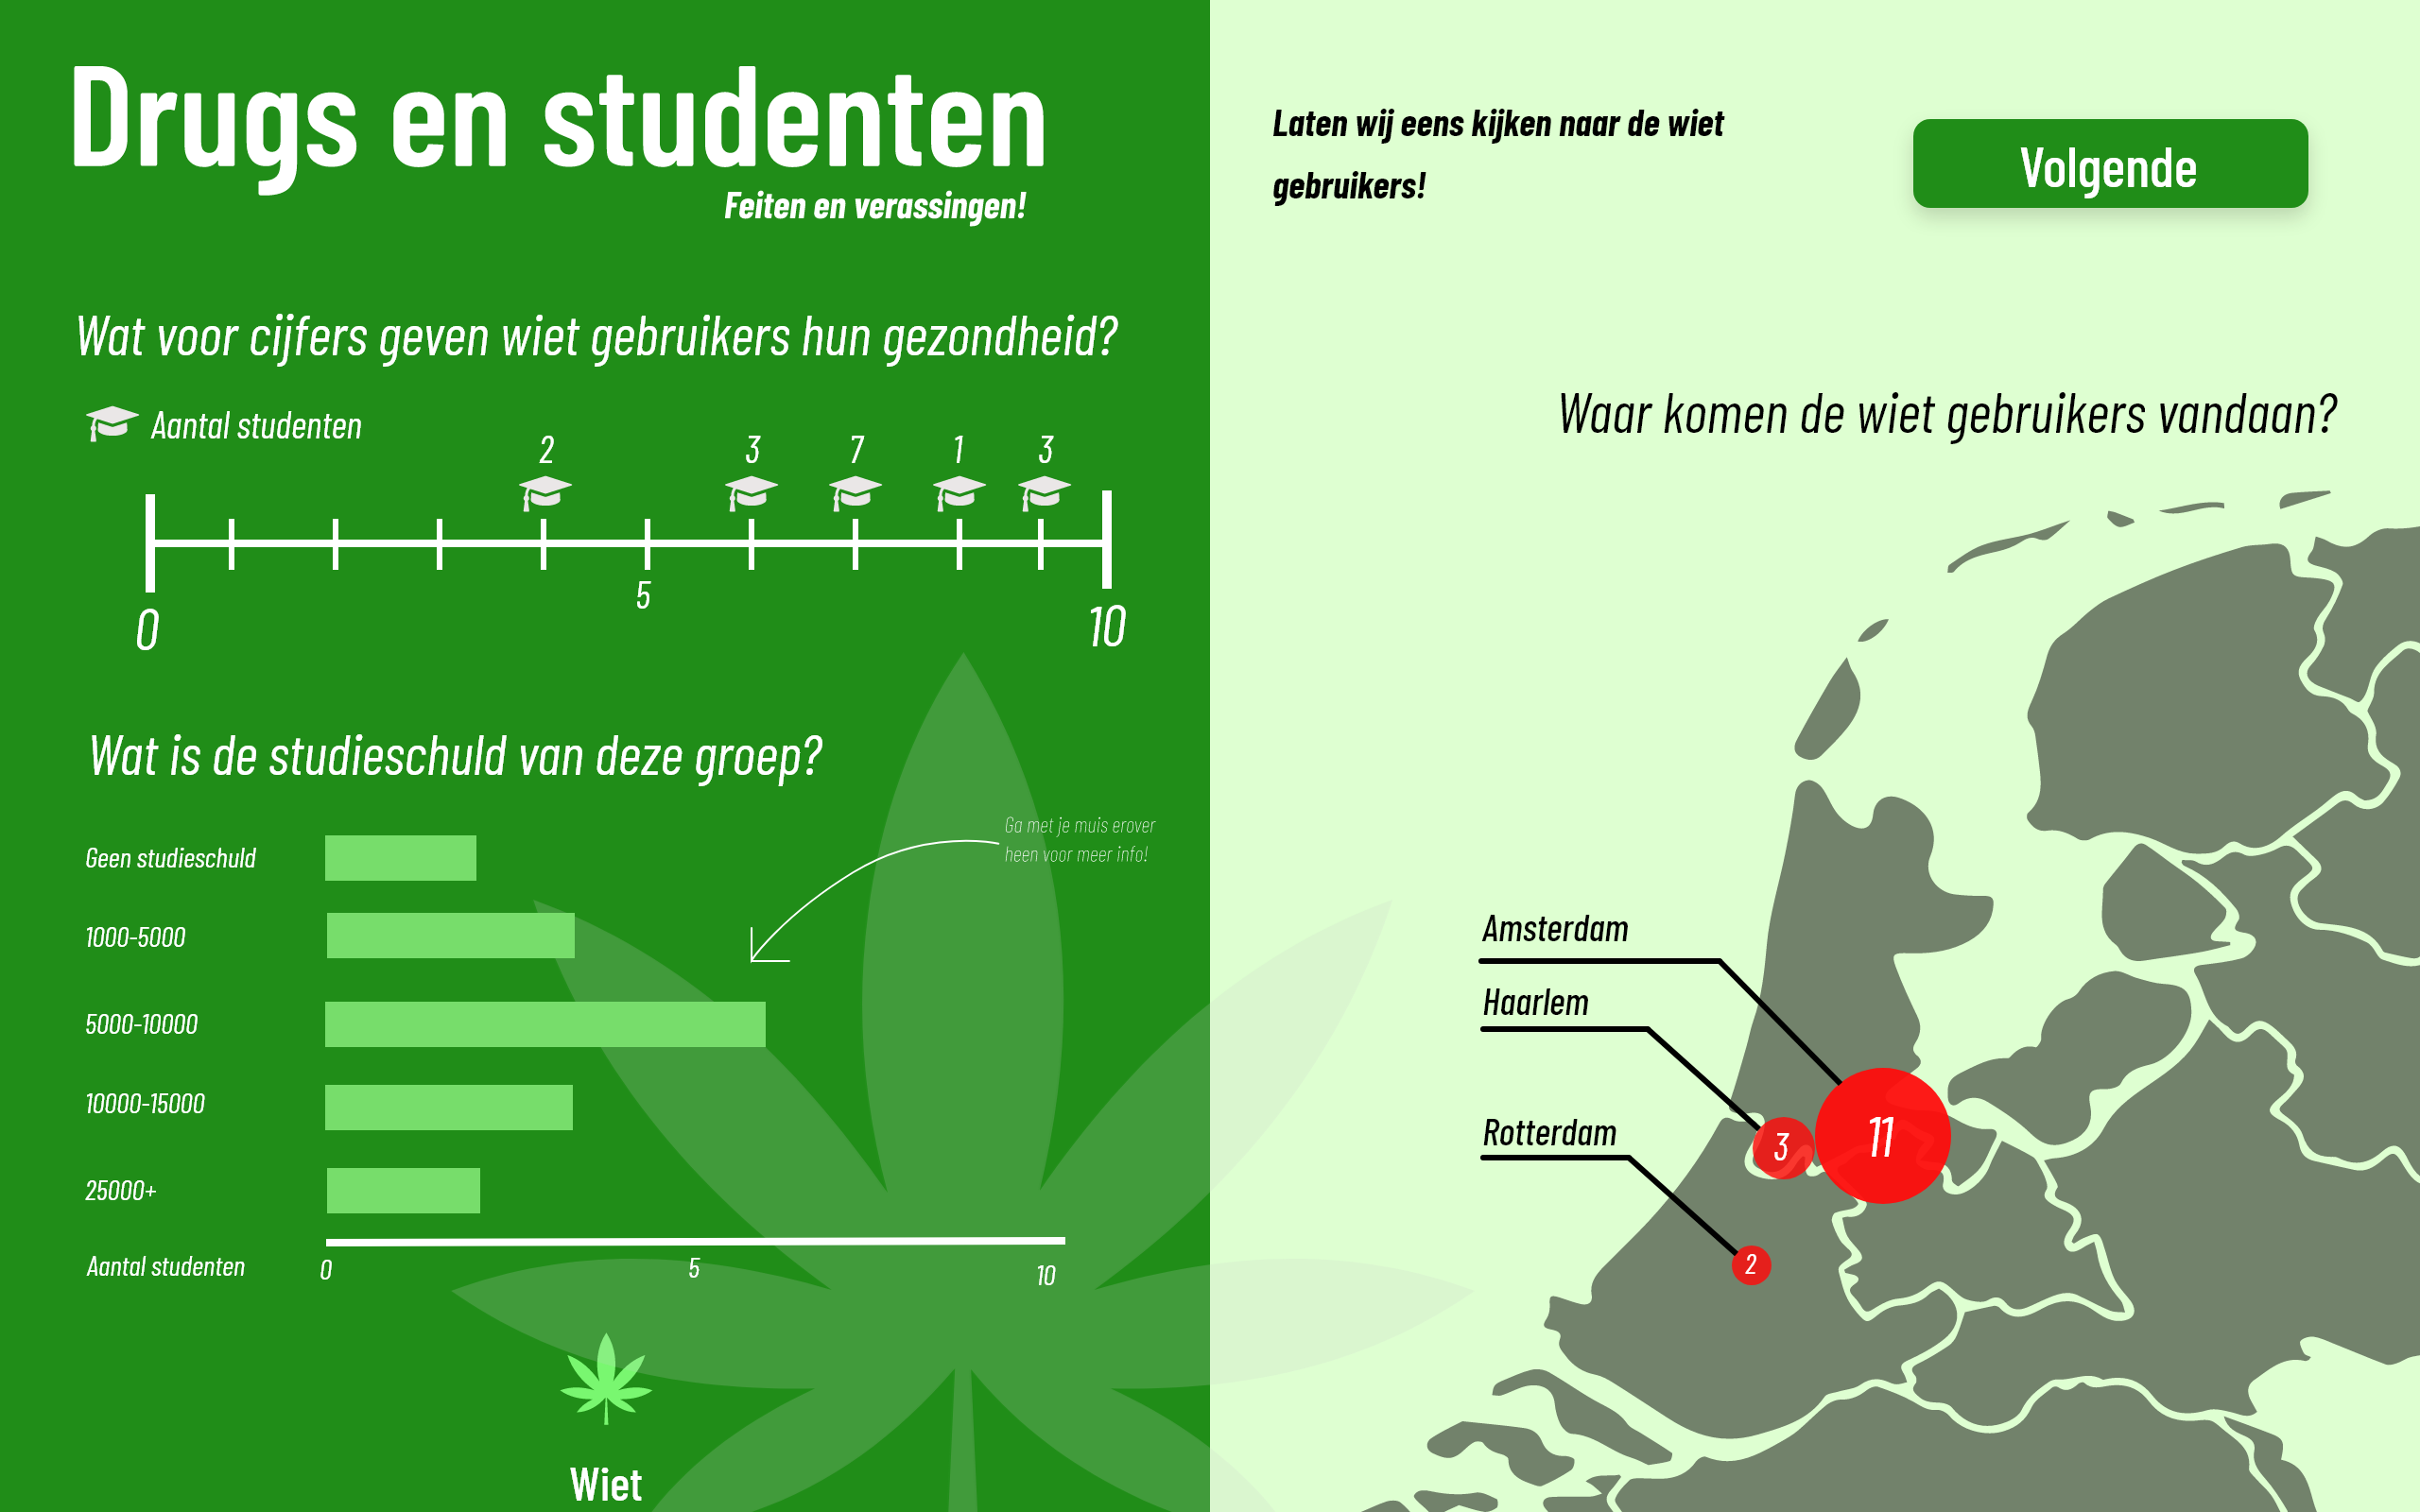 Drugs en studenten
Feiten en verassingen!
Wat voor cijfers geven wiet gebruikers hun gezondheid?
Aantal studenten
2 3 7 1 3
5
0 10
Wat is de studieschuld van deze groep?
Ga met je muis erover
heen voor meer info!
Geen studieschuld
1000-5000
5000-10000
10000-15000
25000+
Aantal studenten 0 5 10
Wiet
Laten wij eens kijken naar de wiet
gebruikers!
Volgende
Waar komen de wiet gebruikers vandaan?
Amsterdam
Haarlem
Rotterdam
11
3
2